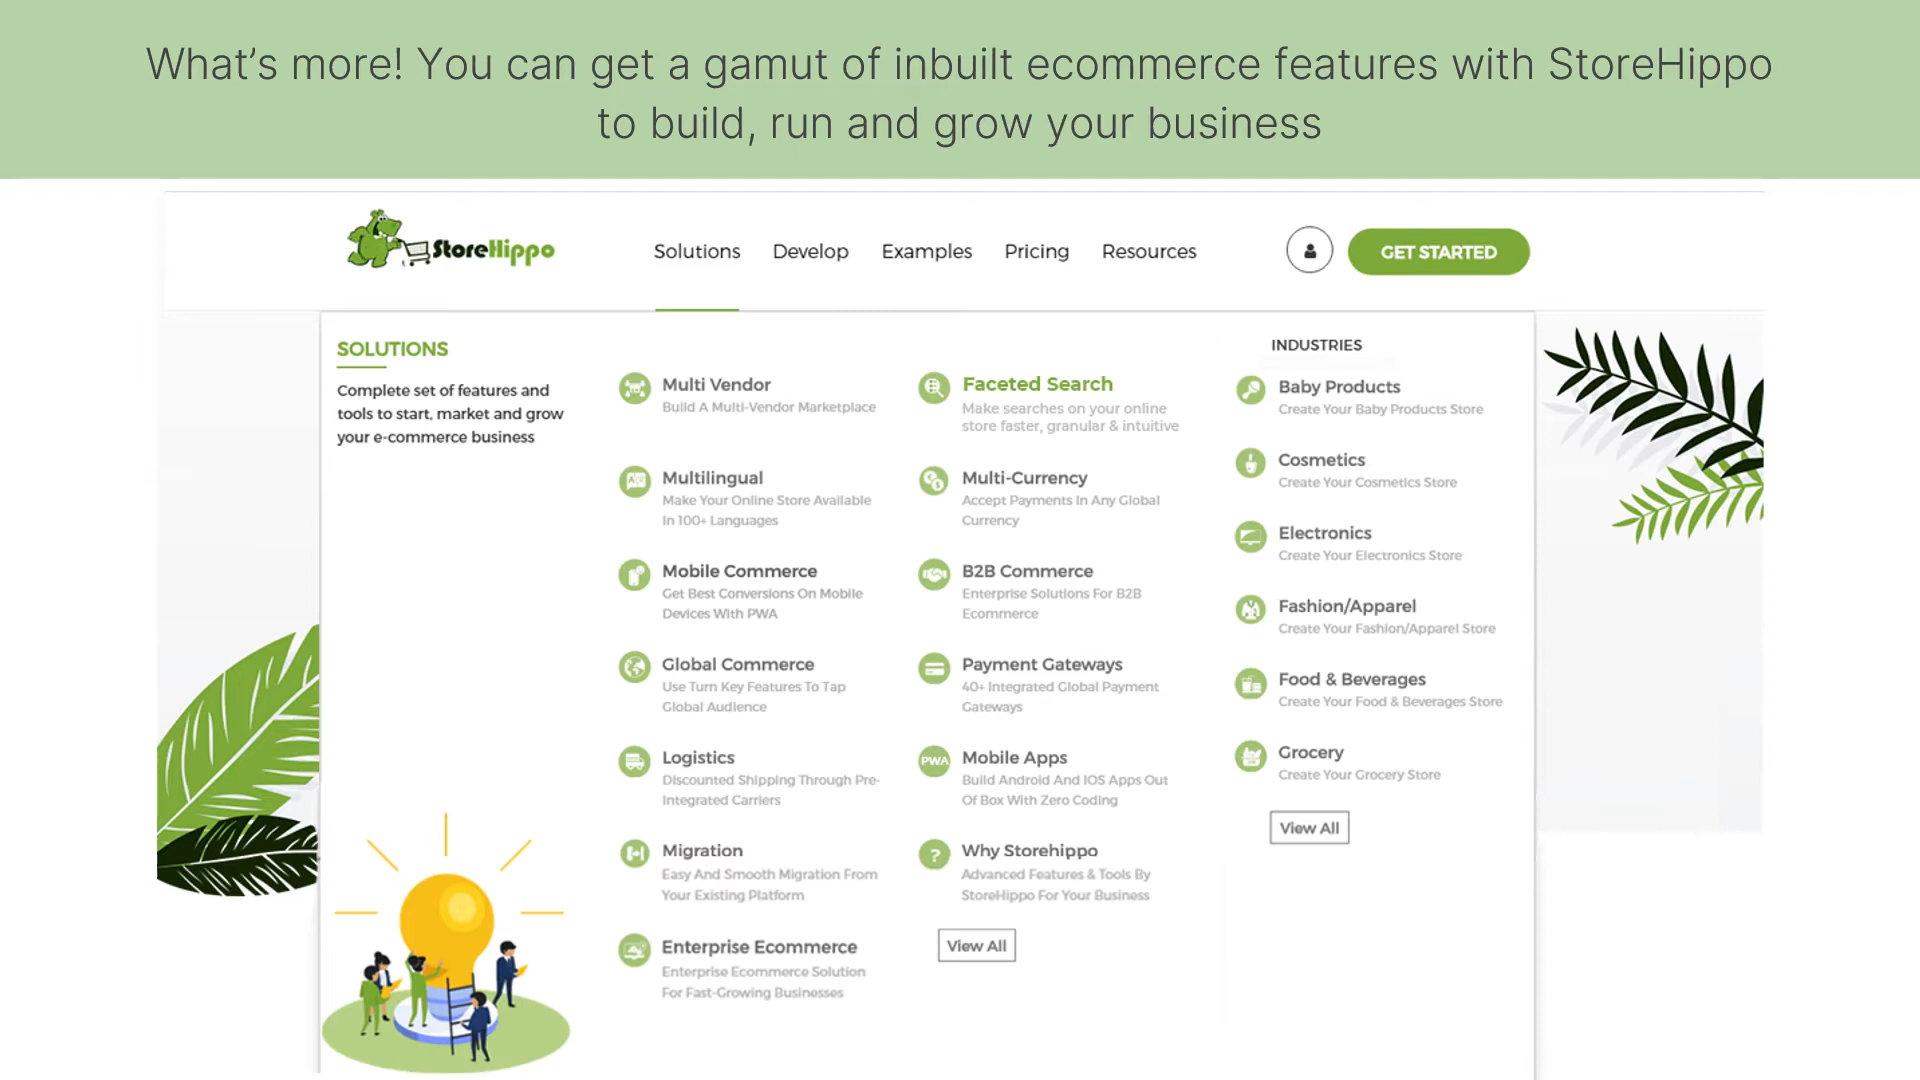 What's more! You can get a gamut of inbuilt ecommerce features with StoreHippo
to build, run and grow your business
StoreHippo
Solutions
Develop
Examples
Pricing
Resources
GET STARTED
SOLUTIONS
Complete set of features and
tools to start, market and grow
your e-commerce business
Multi Vendor
Build A Multi-Vendor Marketplace
Multilingual
Make Your Online Store Available
In 100+ Languages
Mobile Commerce
Get Best Conversions On Mobile
Devices With PWA
Global Commerce
Use Turn Key Features To Tap
Global Audience
Logistics
Discounted Shipping Through Pre-
Integrated Carriers
Migration
Easy And Smooth Migration From
Your Existing Platform
Enterprise Ecommerce
Enterprise Ecommerce Solution
For Fast-Growing Businesses
Faceted Search
Make searches on your online
store faster, granular & intuitive
Multi-Currency
Accept Payments In Any Global
Currency
B2B Commerce
Enterprise Solutions For B2B
Ecommerce
Payment Gateways
40+ Integrated Global Payment
Gateways
PWA
Mobile Apps
Build Android And IOS Apps Out
Of Box With Zero Coding
?
Why Storehippo
Advanced Features & Tools By
StoreHippo For Your Business
View All
INDUSTRIES
Baby Products
Create Your Baby Products Store
Cosmetics
Create Your Cosmetics Store
Electronics
Create Your Electronics Store
Fashion/Apparel
Create Your Fashion/Apparel Store
Food & Beverages
Create Your Food & Beverages Store
Grocery
Create Your Grocery Store
View All